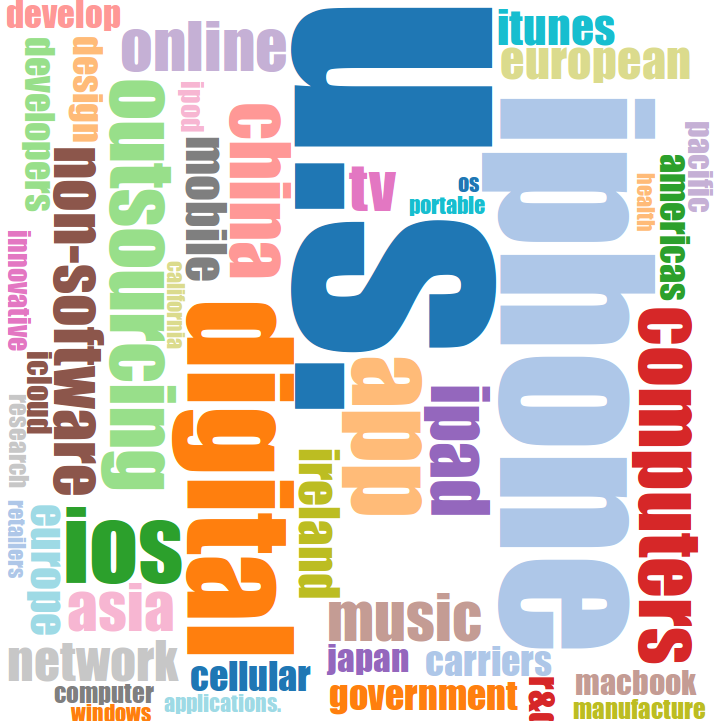 develop
online
itunes
european
developers
design
ipod
outsourcing
u.s.
iphone
china
mobile
non-software
tv
os
portable
pacific
americas
health
innovative
california
digital
icloud
app
ipad
computers
research
ireland
retailers
europe
ios
asia
music
network
japan
carriers
cellular
computer
government
r&d
macbook
windows
applications.
manufacture